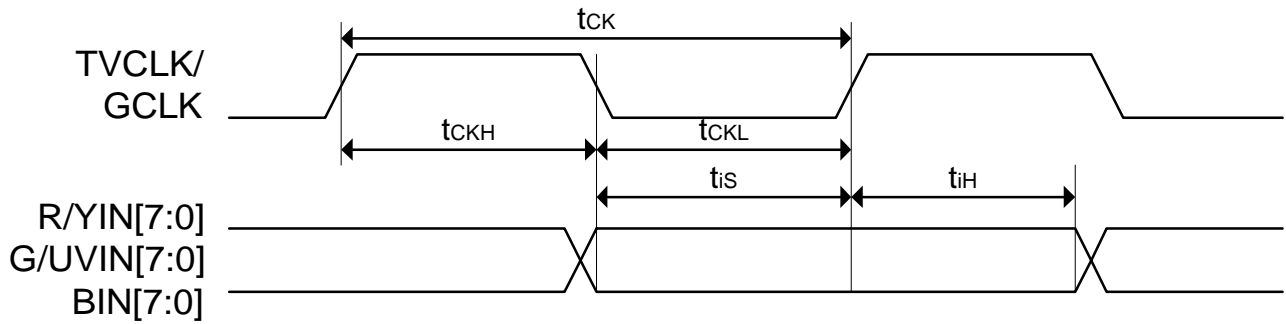 tCK
TVCLK/
GCLK
tCKH
tCKL
tiS
tiH
R/YIN[7:0]
G/UVIN[7:0]
BIN[7:0]